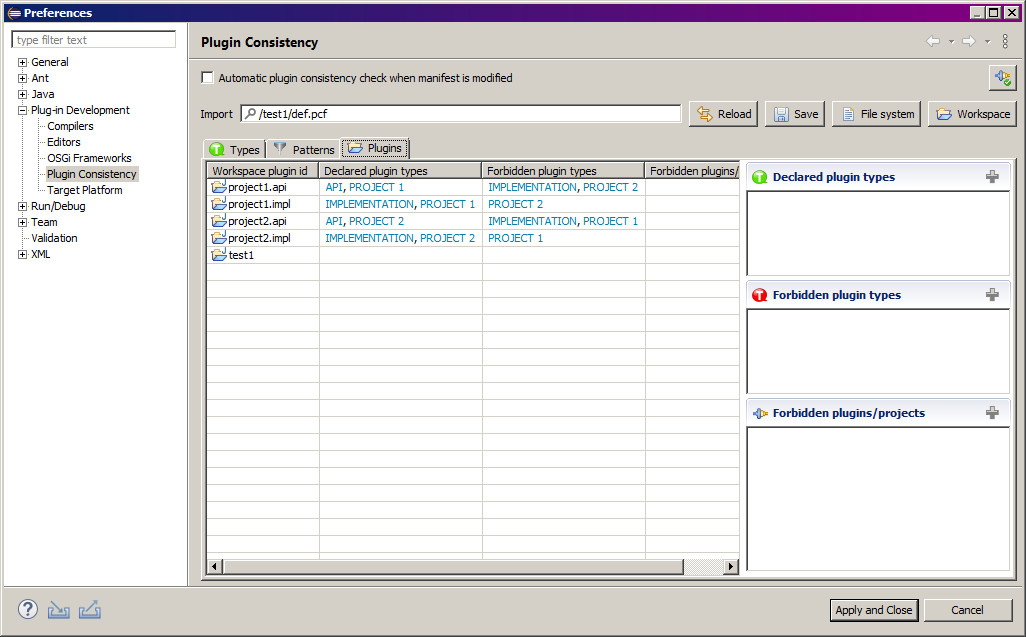 Preferences
type filter text
General
Ant
Java
Plug-in Development
Compilers
Editors
OSGi Frameworks
Plugin Consistency
Target Platform
Run/Debug
Team
Validation
XML
Plugin Consistency
Automatic plugin consistency check when manifest is modified
Import /test1/def.pcf Reload Save File system Workspace
Types Patterns Plugins
Workspace plugin id Declared plugin types Forbidden plugin types Forbidden plugins/
project1.api API, PROJECT 1 IMPLEMENTATION, PROJECT 2
project1.impl IMPLEMENTATION, PROJECT 1 PROJECT 2
project2.api API, PROJECT 2 IMPLEMENTATION, PROJECT 1
project2.impl IMPLEMENTATION, PROJECT 2 PROJECT 1
test1
Declared plugin types
Forbidden plugin types
Forbidden plugins/projects
Apply and Close Cancel